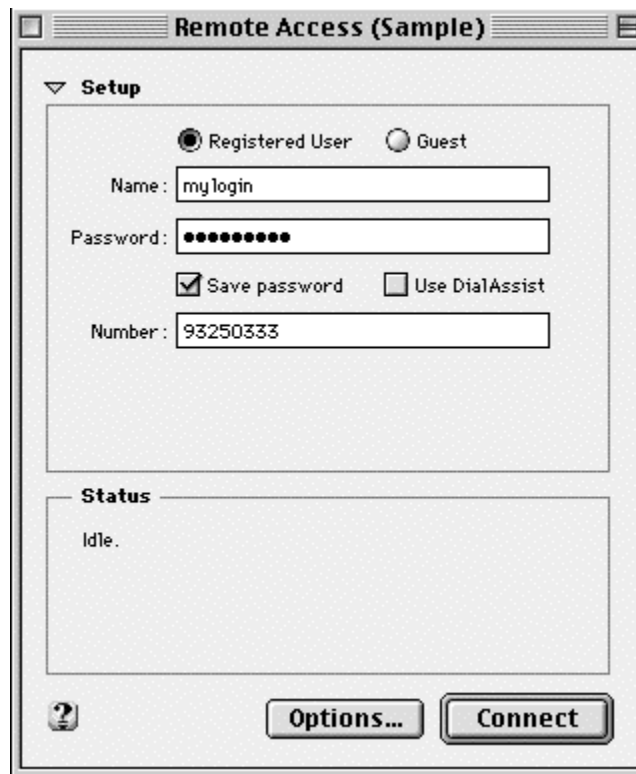 Remote Access (Sample)
Setup
Registered User Guest
Name: mylogin
Password: •••••••••
Save password Use DialAssist
Number: 93250333
Status
Idle.
? Options... Connect